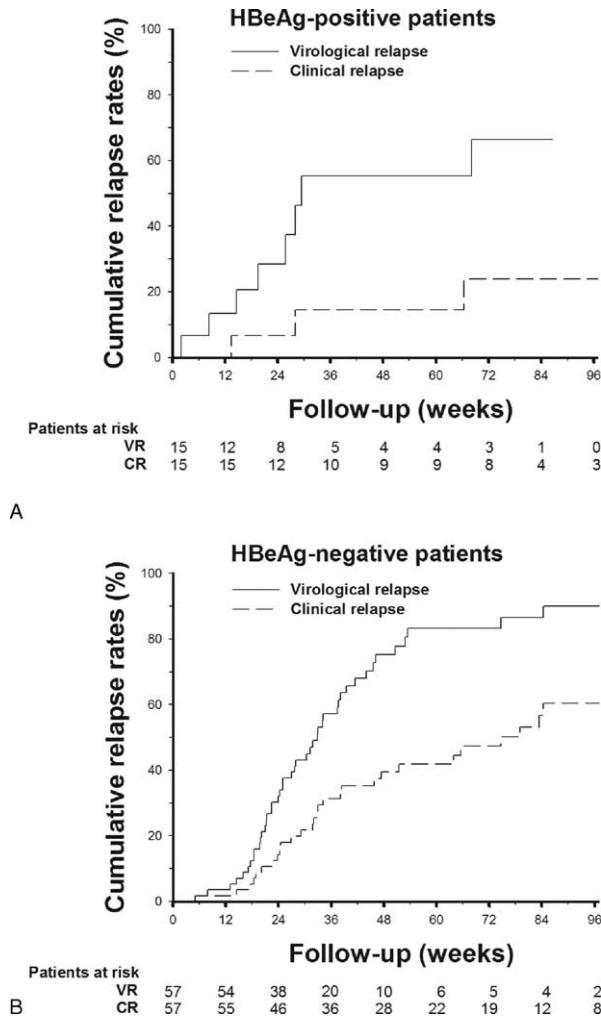 HBeAg-positive patients
Virological relapse
Clinical relapse
Cumulative relapse rates (%)
100
80
60
40
20
0
0 12 24 36 48 60 72 84 96
Follow-up (weeks)
Patients at risk
VR 15 12 8 5 4 4 3 1 0
CR 15 15 12 10 9 9 8 4 3
A
HBeAg-negative patients
Virological relapse
Clinical relapse
Cumulative relapse rates (%)
100
80
60
40
20
0
0 12 24 36 48 60 72 84 96
Follow-up (weeks)
Patients at risk
VR 57 54 38 20 10 6 5 4 2
B CR 57 55 46 36 28 22 19 12 8